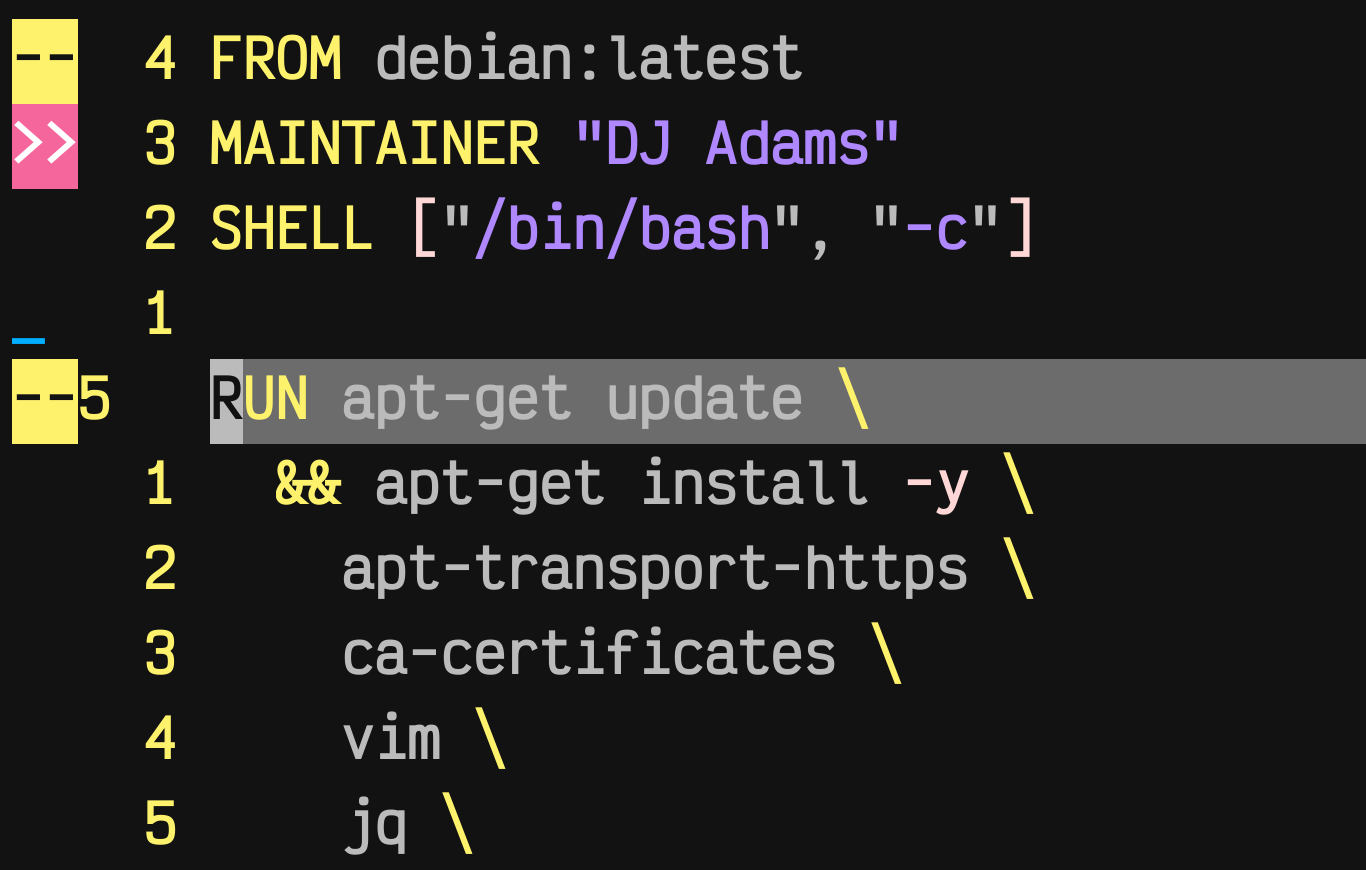 -- 4 FROM debian:latest
>> 3 MAINTAINER "DJ Adams"
2 SHELL ["/bin/bash", "-c"]
1
--5 RUN apt-get update \
1 && apt-get install -y \
2 apt-transport-https \
3 ca-certificates \
4 vim \
5 jq \